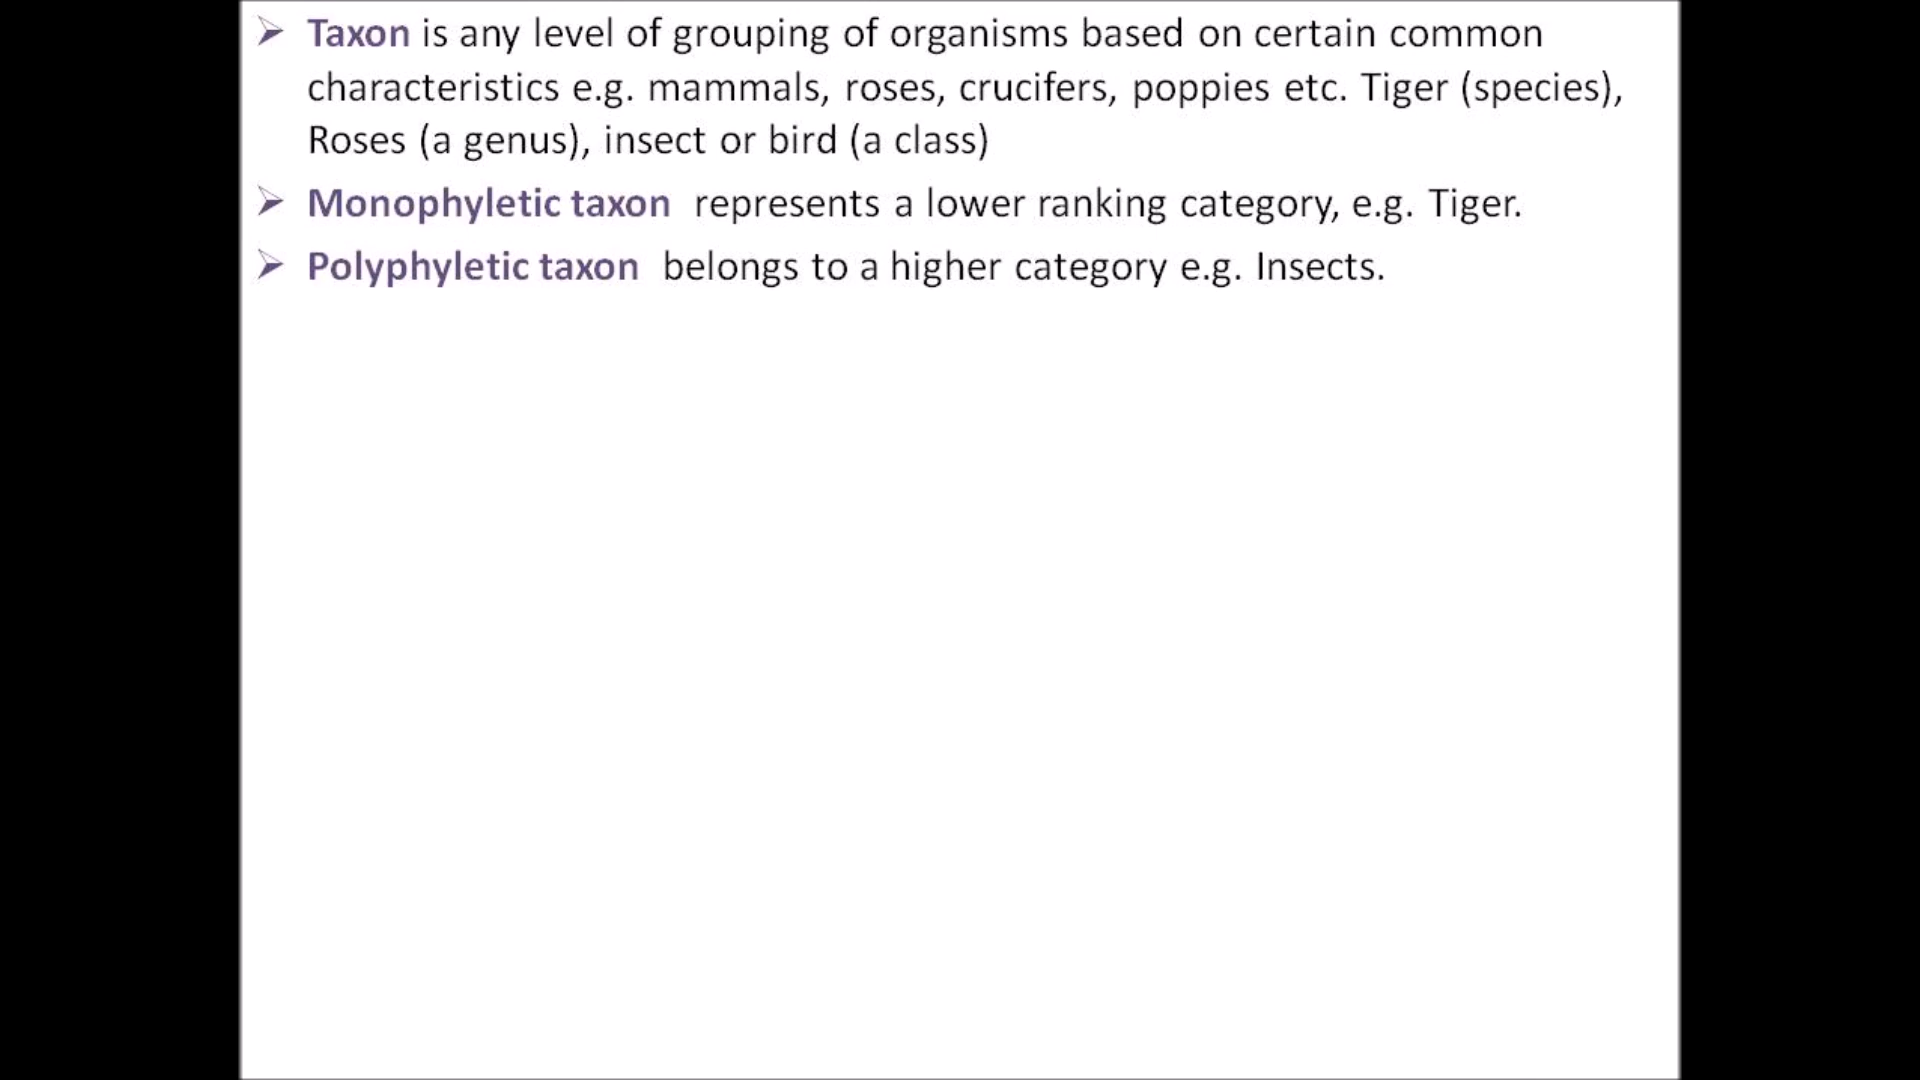 ➢ Taxon is any level of grouping of organisms based on certain common
characteristics e.g. mammals, roses, crucifers, poppies etc. Tiger (species),
Roses (a genus), insect or bird (a class)
➢ Monophyletic taxon represents a lower ranking category, e.g. Tiger.
➢ Polyphyletic taxon belongs to a higher category e.g. Insects.